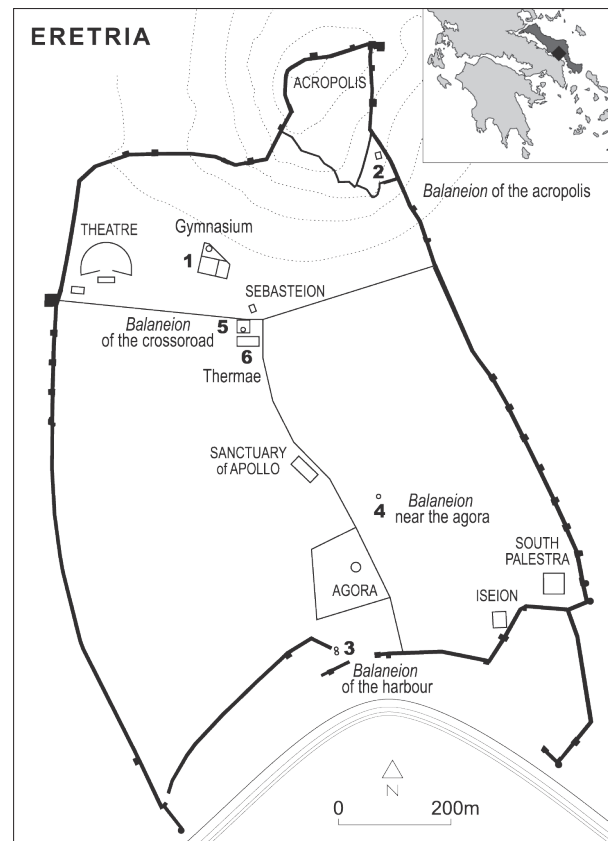 ERETRIA
ACROPOLIS
2
Balaneion of the acropolis
THEATRE
Gymnasium
1
SEBASTEION
Balaneion
of the crossoroad
5
6
Thermae
SANCTUARY
of APOLLO
4
Balaneion
near the agora
SOUTH
PALESTRA
AGORA
ISEION
3
Balaneion
of the harbour
N
0
200m